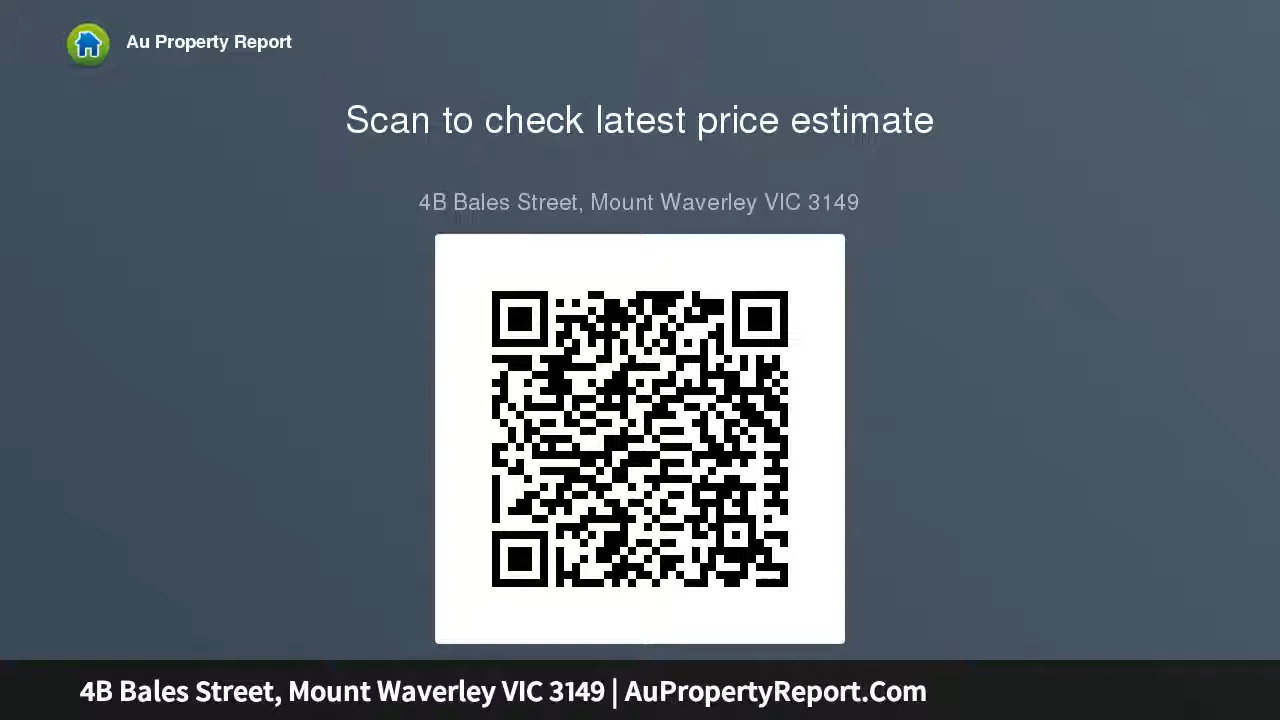 Au Property Report
Scan to check latest price estimate
4B Bales Street, Mount Waverley VIC 3149
4B Bales Street, Mount Waverley VIC 3149 | AuPropertyReport.Com